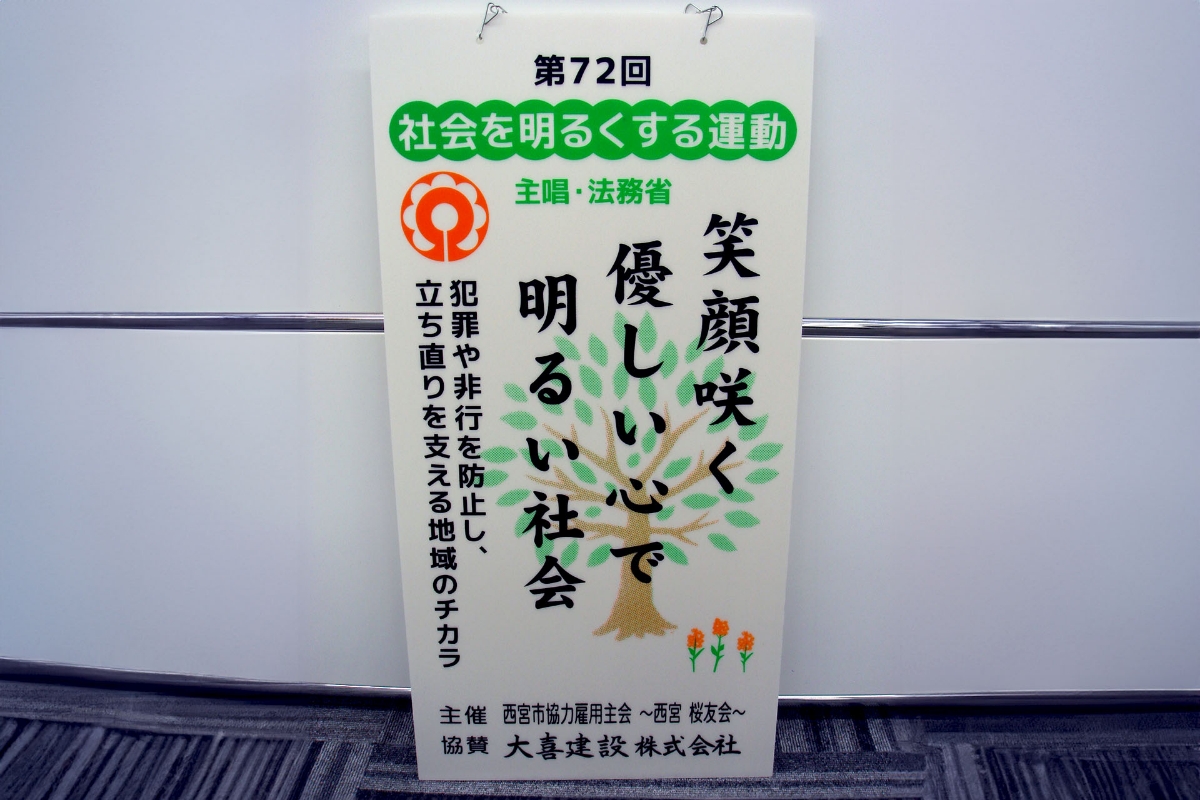 第72回
社会を明るくする運動
主唱・法務省
笑顔咲く
優しい心で
明るい社会
犯罪や非行を防止し、
立ち直りを支える地域のチカラ
主催 西宮市協力雇用主会 ～西宮 桜友会～
協賛 大喜建設株式会社